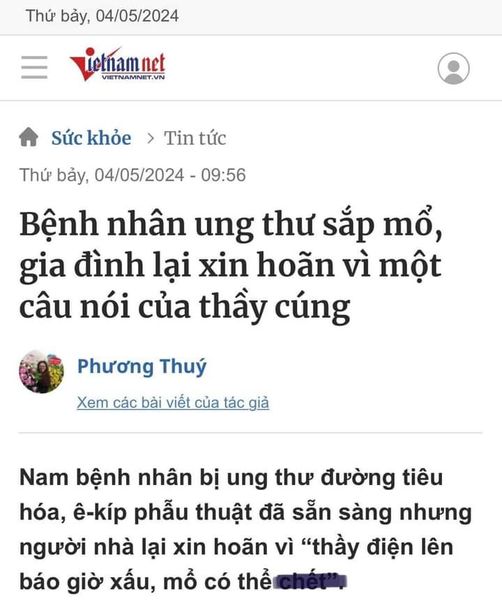 Thứ bảy, 04/05/2024
Vietnamnet
VIETNAMNET.VN
Sức khỏe > Tin tức
Thứ bảy, 04/05/2024 - 09:56
Bệnh nhân ung thư sắp mổ,
gia đình lại xin hoãn vì một
câu nói của thầy cúng
Phương Thuý
Xem các bài viết của tác giả
Nam bệnh nhân bị ung thư đường tiêu
hóa, ê-kíp phẫu thuật đã sẵn sàng nhưng
người nhà lại xin hoãn vì “thầy điện lên
báo giờ xấu, mổ có thể chết”.